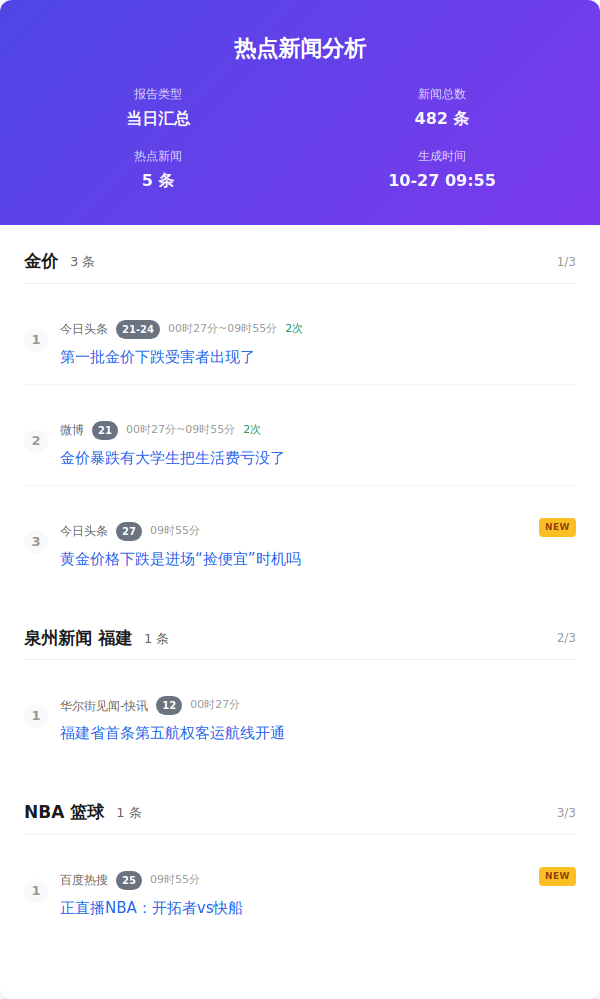 热点新闻分析
报告类型
新闻总数
当日汇总
482 条
热点新闻
生成时间
5 条
10-27 09:55
金价 3 条 1/3
1
今日头条 21-24 00时27分~09时55分 2次
第一批金价下跌受害者出现了
2
微博 21 00时27分~09时55分 2次
金价暴跌有大学生把生活费亏没了
3
今日头条 27 09时55分 NEW
黄金价格下跌是进场“捡便宜”时机吗
泉州新闻 福建 1 条 2/3
1
华尔街见闻-快讯 12 00时27分
福建省首条第五航权客运航线开通
NBA 篮球 1 条 3/3
1
百度热搜 25 09时55分 NEW
正直播NBA：开拓者vs快船